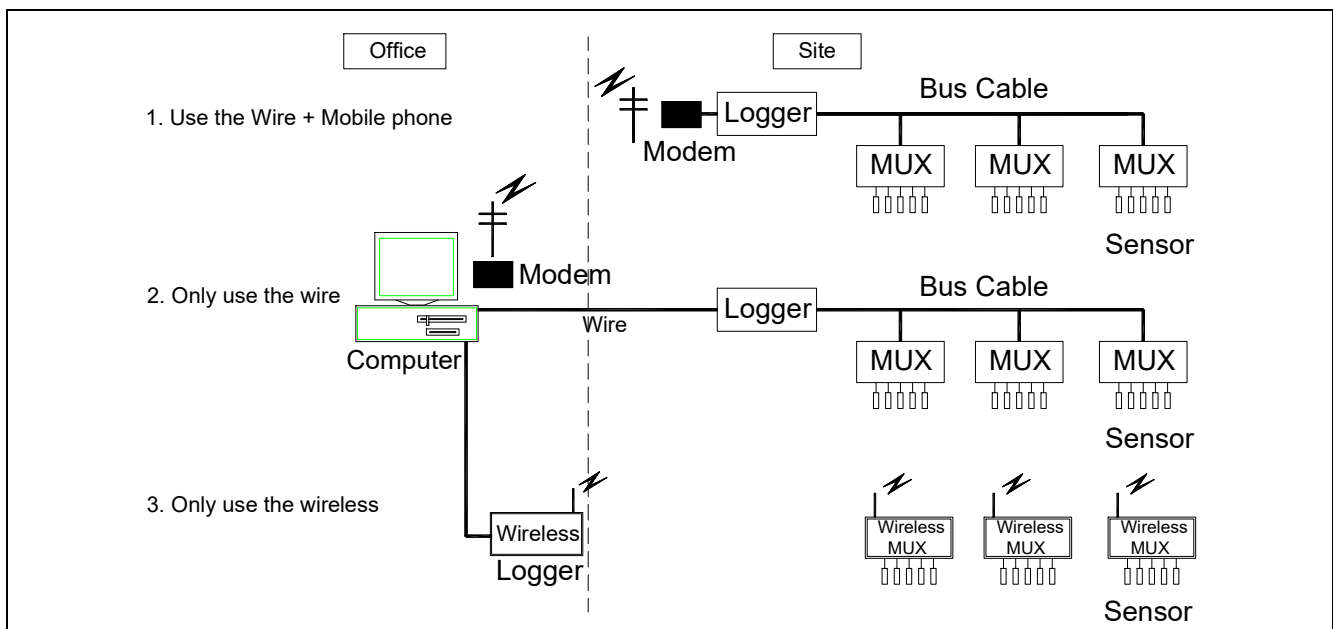 Office
Site
1. Use the Wire + Mobile phone
Modem
Logger
Bus Cable
MUX
MUX
MUX
Sensor
Modem
2. Only use the wire
Computer
Wire
Logger
Bus Cable
MUX
MUX
MUX
Sensor
3. Only use the wireless
Wireless
Logger
Wireless
MUX
Wireless
MUX
Wireless
MUX
Sensor